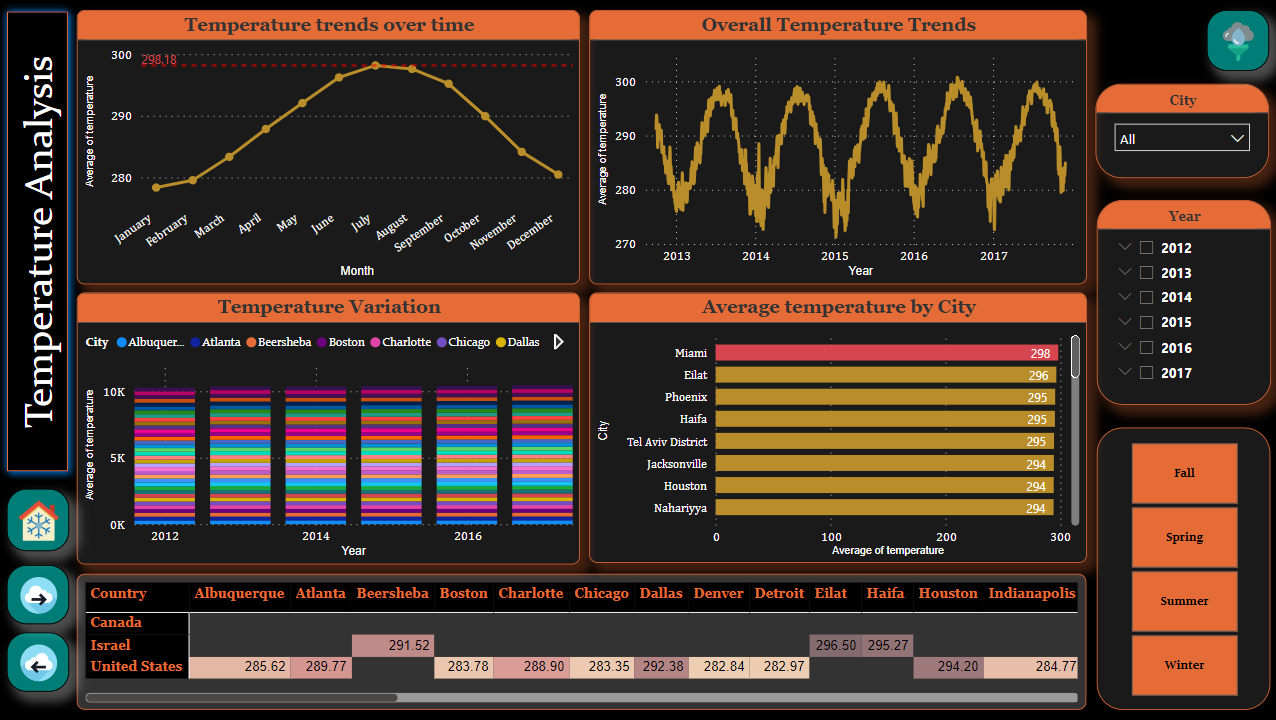 Temperature Analysis
Temperature trends over time
298.18
300
290
280
Average of temperature
January
February
March
April
May
June
July
August
September
October
November
December
Month
Overall Temperature Trends
300
290
280
270
Average of temperature
2013
2014
2015
2016
2017
Year
City
All
Year
2012
2013
2014
2015
2016
2017
Temperature Variation
City Albuquer... Atlanta Beersheba Boston Charlotte Chicago Dallas
10K
5K
0K
Average of temperature
2012
2014
2016
Year
Average temperature by City
City
Miami 298
Eilat 296
Phoenix 295
Haifa 295
Tel Aviv District 295
Jacksonville 294
Houston 294
Nahariyya 294
0 100 200 300
Average of temperature
Fall
Spring
Summer
Winter
Country Albuquerque Atlanta Beersheba Boston Charlotte Chicago Dallas Denver Detroit Eilat Haifa Houston Indianapolis
Canada
Israel 291.52 296.50 295.27
United States 285.62 289.77 283.78 288.90 283.35 292.38 282.84 282.97 294.20 284.77